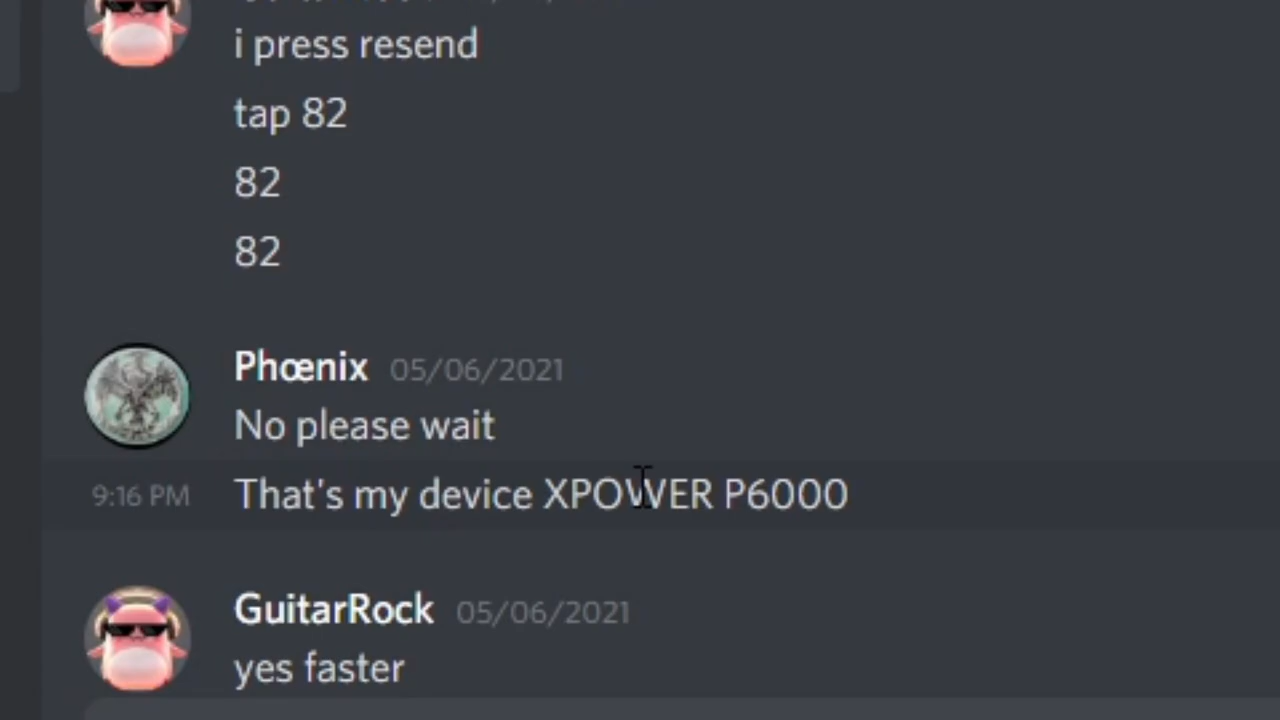 i press resend
tap 82
82
82
Phœnix 05/06/2021
No please wait
9:16 PM That's my device XPOWER P6000
GuitarRock 05/06/2021
yes faster